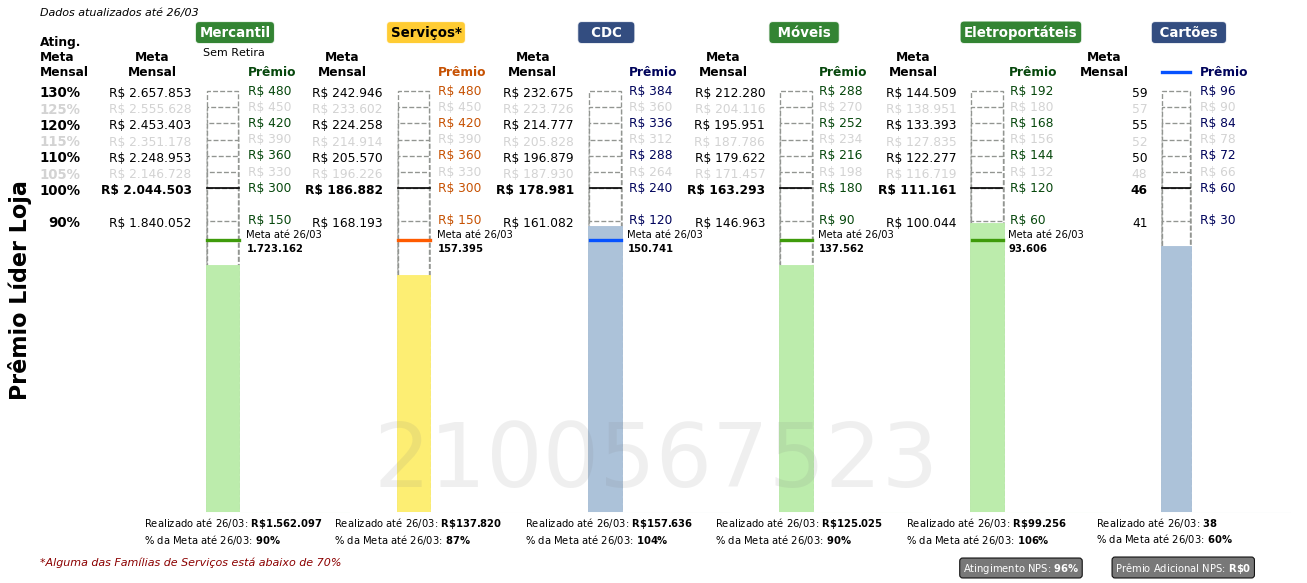 Dados atualizados até 26/03
Mercantil Serviços* CDC Móveis Eletroportáteis Cartões
Sem Retira
Ating. Meta Mensal Meta Mensal Prêmio Meta Mensal Prêmio Meta Mensal Prêmio Meta Mensal Prêmio Meta Mensal Prêmio Meta Mensal Prêmio
130% R$ 2.657.853 R$ 480 R$ 242.946 R$ 480 R$ 232.675 R$ 384 R$ 212.280 R$ 288 R$ 144.509 R$ 192 59 R$ 96
125% R$ 2.555.628 R$ 450 R$ 233.602 R$ 450 R$ 223.726 R$ 360 R$ 204.116 R$ 270 R$ 138.951 R$ 180 57 R$ 90
120% R$ 2.453.403 R$ 420 R$ 224.258 R$ 420 R$ 214.777 R$ 336 R$ 195.951 R$ 252 R$ 133.393 R$ 168 55 R$ 84
115% R$ 2.351.178 R$ 390 R$ 214.914 R$ 390 R$ 205.828 R$ 312 R$ 187.786 R$ 234 R$ 127.835 R$ 156 52 R$ 78
110% R$ 2.248.953 R$ 360 R$ 205.570 R$ 360 R$ 196.879 R$ 288 R$ 179.622 R$ 216 R$ 122.277 R$ 144 50 R$ 72
105% R$ 2.146.728 R$ 330 R$ 196.226 R$ 330 R$ 187.930 R$ 264 R$ 171.457 R$ 198 R$ 116.719 R$ 132 48 R$ 66
100% R$ 2.044.503 R$ 300 R$ 186.882 R$ 300 R$ 178.981 R$ 240 R$ 163.293 R$ 180 R$ 111.161 R$ 120 46 R$ 60
90% R$ 1.840.052 R$ 150 R$ 168.193 R$ 150 R$ 161.082 R$ 120 R$ 146.963 R$ 90 R$ 100.044 R$ 60 41 R$ 30
Meta até 26/03 Meta até 26/03 Meta até 26/03 Meta até 26/03 Meta até 26/03
1.723.162 157.395 150.741 137.562 93.606
Prêmio Líder Loja
2100567523
Realizado até 26/03: R$1.562.097 Realizado até 26/03: R$137.820 Realizado até 26/03: R$157.636 Realizado até 26/03: R$125.025 Realizado até 26/03: R$99.256 Realizado até 26/03: 38
% da Meta até 26/03: 90% % da Meta até 26/03: 87% % da Meta até 26/03: 104% % da Meta até 26/03: 90% % da Meta até 26/03: 106% % da Meta até 26/03: 60%
*Alguma das Famílias de Serviços está abaixo de 70%
Atingimento NPS: 96% Prêmio Adicional NPS: R$0